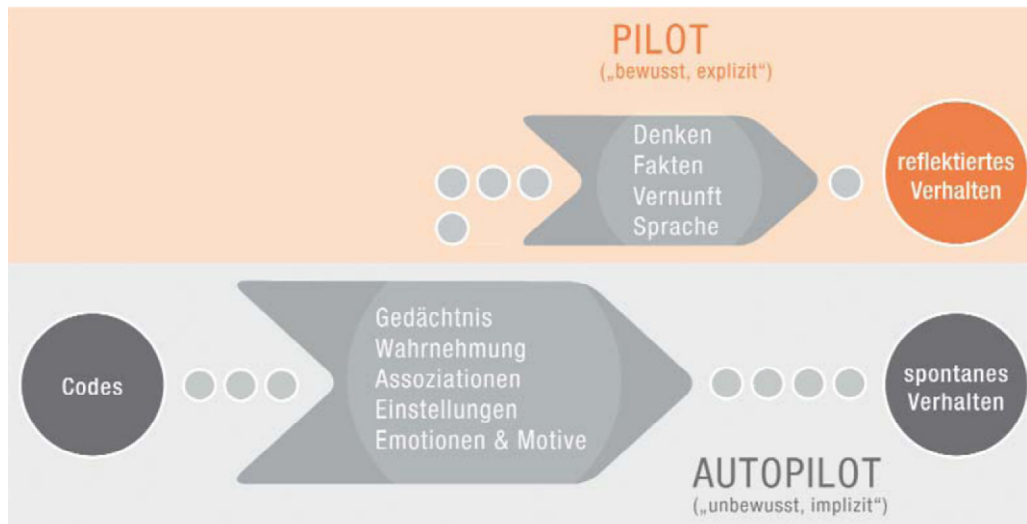 PILOT
(„bewusst, explizit“)
Denken
Fakten
Vernunft
Sprache
reflektiertes
Verhalten
Codes
Gedächtnis
Wahrnehmung
Assoziationen
Einstellungen
Emotionen & Motive
spontanes
Verhalten
AUTOPILOT
(„unbewusst, implizit“)